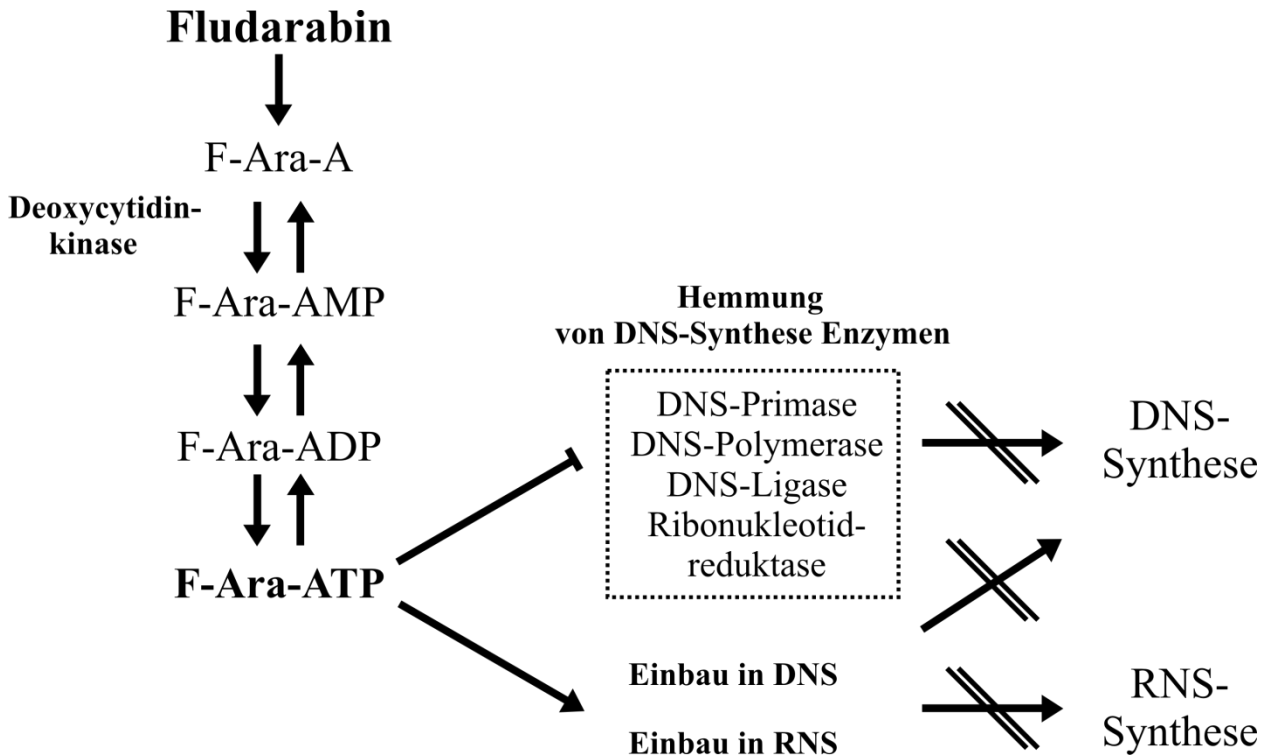 Fludarabin
F-Ara-A
Deoxycytidin-
kinase
F-Ara-AMP
F-Ara-ADP
F-Ara-ATP
Hemmung
von DNS-Synthese Enzymen
DNS-Primase
DNS-Polymerase
DNS-Ligase
Ribonukleotid-
reduktase
Einbau in DNS
Einbau in RNS
DNS-
Synthese
RNS-
Synthese